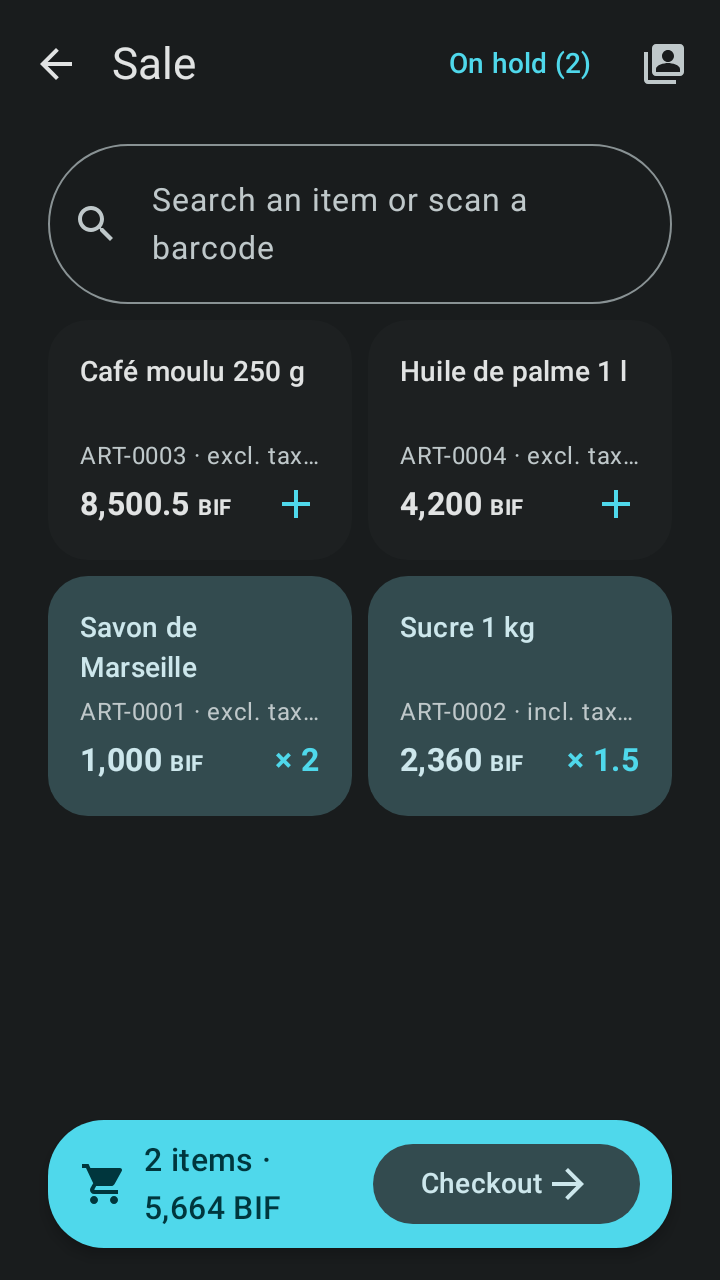 Sale
On hold (2)
Search an item or scan a
barcode
Café moulu 250 g
ART-0003 · excl. tax…
8,500.5 BIF
Huile de palme 1 l
ART-0004 · excl. tax…
4,200 BIF
Savon de
Marseille
ART-0001 · excl. tax…
1,000 BIF × 2
Sucre 1 kg
ART-0002 · incl. tax…
2,360 BIF × 1.5
2 items ·
5,664 BIF
Checkout